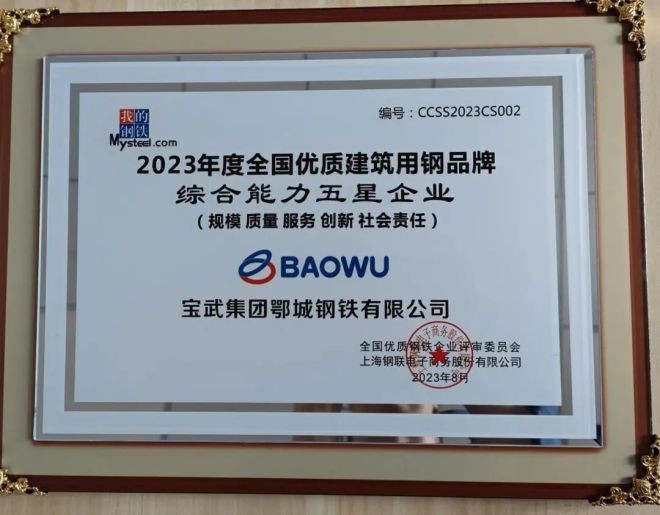 我的
钢铁
Mysteel.com
编号：CCSS2023CS002
2023年度全国优质建筑用钢品牌
综合能力五星企业
（规模 质量 服务 创新 社会责任）
BAOWU
宝武集团鄂城钢铁有限公司
全国优质钢铁企业评审委员会
上海钢联电子商务股份有限公司
2023年8月